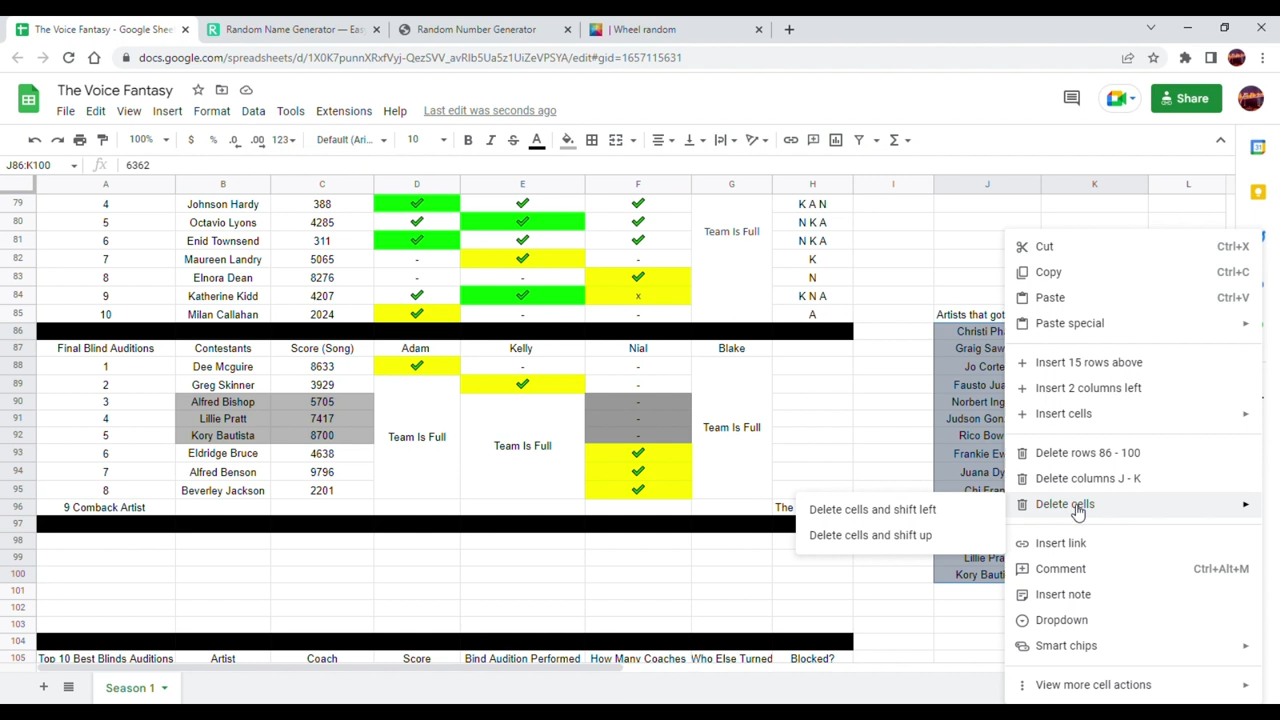 The Voice Fantasy - Google Shee
Random Name Generator — Eas
Random Number Generator
| Wheel random
docs.google.com/spreadsheets/d/1X0K7punnXRxfVyj-QezSVV_avRIb5Ua5z1UiZeVPSYA/edit#gid=1657115631
The Voice Fantasy
File Edit View Insert Format Data Tools Extensions Help Last edit was seconds ago
Share
100% $ % .0 .00 123 Default (Ari... 10
J86:K100 fx 6362
A B C D E F G H I J K L
79 4 Johnson Hardy 388 K A N
80 5 Octavio Lyons 4285 N K A
81 6 Enid Townsend 311 Team Is Full N K A
82 7 Maureen Landry 5065 - - K
83 8 Elnora Dean 8276 - - N
84 9 Katherine Kidd 4207 x K N A
85 10 Milan Callahan 2024 - - A Artists that got
86 Christi Ph
87 Final Blind Auditions Contestants Score (Song) Adam Kelly Nial Blake Graig Saw
88 1 Dee Mcguire 8633 - - Jo Corte
89 2 Greg Skinner 3929 - Fausto Jua
90 3 Alfred Bishop 5705 - Norbert Ing
91 4 Lillie Pratt 7417 - Judson Gon
92 5 Kory Bautista 8700 Team Is Full Team Is Full - Team Is Full Rico Bow
93 6 Eldridge Bruce 4638 Frankie Ew
94 7 Alfred Benson 9796 Juana Dy
95 8 Beverley Jackson 2201 Chi Fran
96 9 Comback Artist The
97
98
99 Lillie Pra
100 Kory Bauti
101
102
103
104
105 Top 10 Best Blinds Auditions Artist Coach Score Bind Audition Performed How Many Coaches Who Else Turned Blocked?
Cut Ctrl+X
Copy Ctrl+C
Paste Ctrl+V
Paste special
Insert 15 rows above
Insert 2 columns left
Insert cells
Delete rows 86 - 100
Delete columns J - K
Delete cells
Delete cells and shift left
Delete cells and shift up
Insert link
Comment Ctrl+Alt+M
Insert note
Dropdown
Smart chips
View more cell actions
Season 1